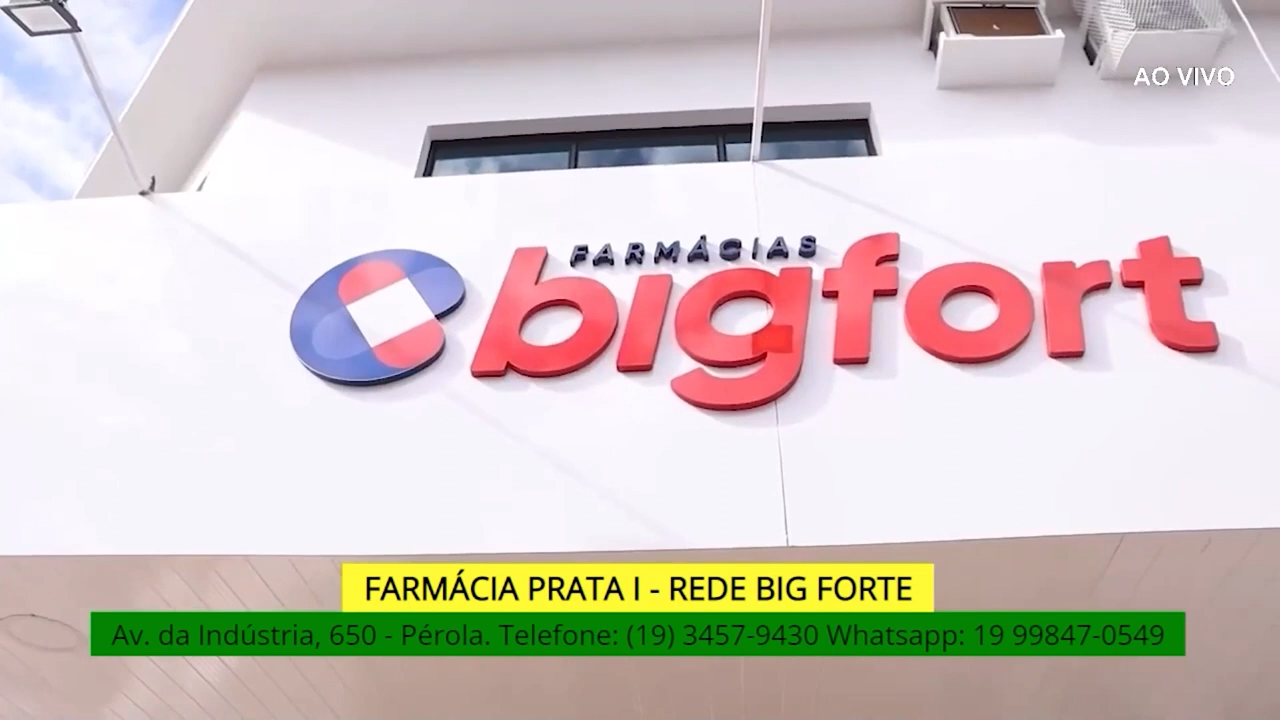 AO VIVO
FARMÁCIAS
bigfort
FARMÁCIA PRATA I - REDE BIG FORTE
Av. da Indústria, 650 - Pérola. Telefone: (19) 3457-9430 Whatsapp: 19 99847-0549